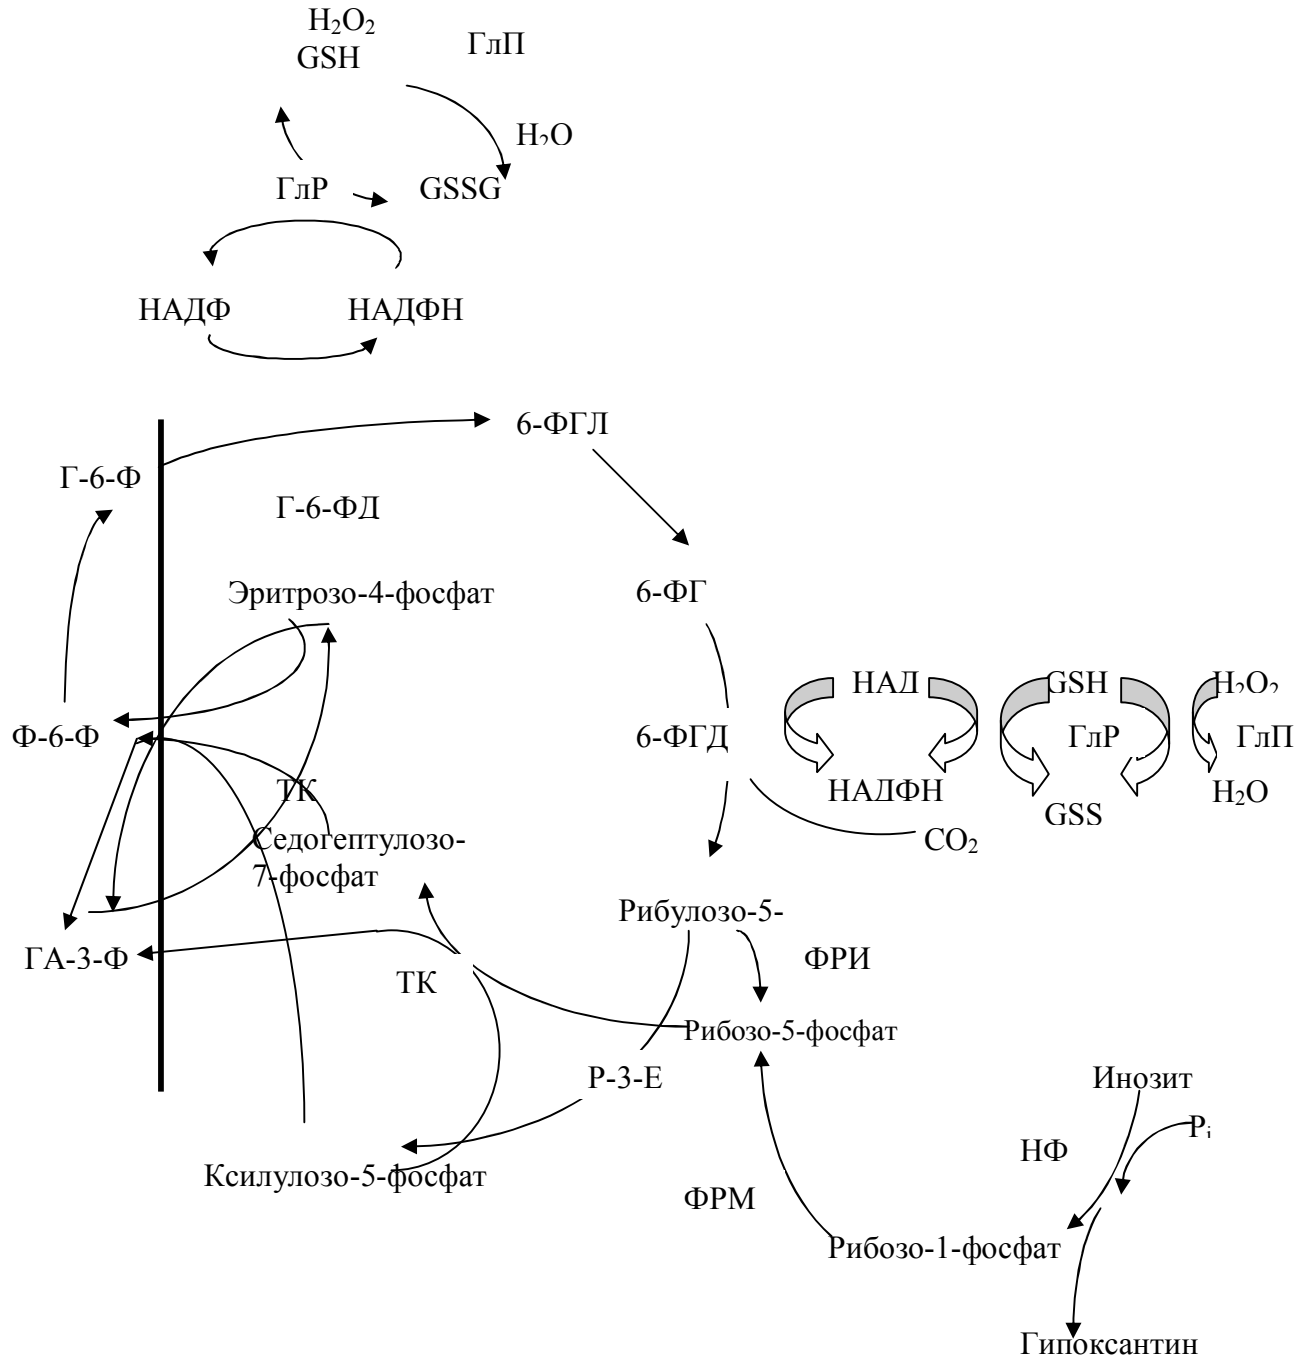 H₂O₂
GSH
ГлП
H₂O
ГлР
GSSG
НАДФ
НАДФН
6-ФГЛ
Г-6-Ф
Г-6-ФД
Эритрозо-4-фосфат
6-ФГ
НАД
GSH
H₂O₂
Ф-6-Ф
6-ФГД
ГлР
ГлП
НАДФН
GSS
H₂O
ТК
CO₂
Седогептулозо-
7-фосфат
Рибулозо-5-
ГА-3-Ф
ТК
ФРИ
Рибозо-5-фосфат
Р-3-Е
Инозит
Pᵢ
НФ
Ксилулозо-5-фосфат
ФРМ
Рибозо-1-фосфат
Гипоксантин